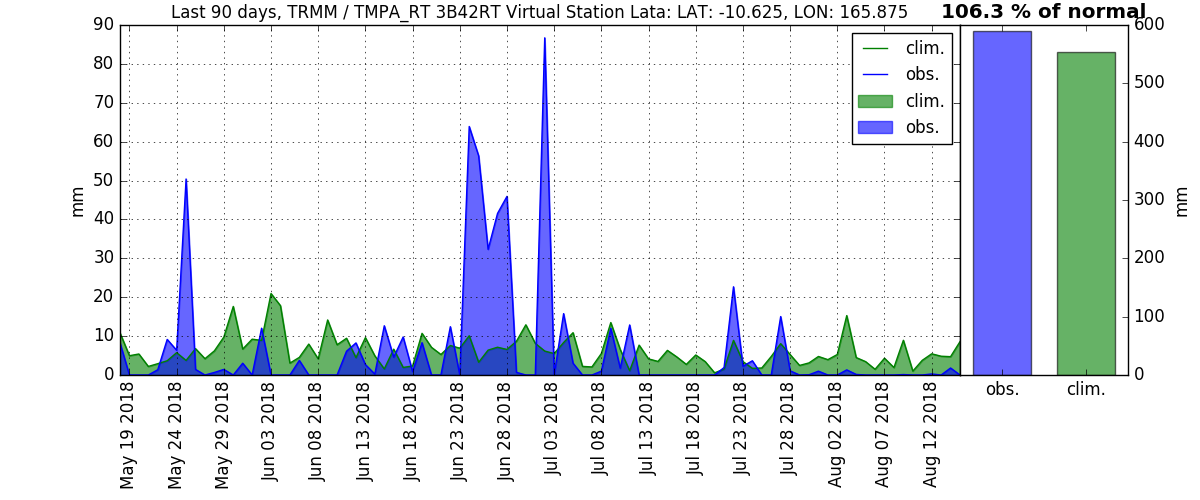 Last 90 days, TRMM / TMPA_RT 3B42RT Virtual Station Lata: LAT: -10.625, LON: 165.875
106.3 % of normal
90
80
70
60
50
40
30
20
10
0
mm
clim.
obs.
clim.
obs.
600
500
400
300
200
100
0
mm
obs.
clim.
May 19 2018
May 24 2018
May 29 2018
Jun 03 2018
Jun 08 2018
Jun 13 2018
Jun 18 2018
Jun 23 2018
Jun 28 2018
Jul 03 2018
Jul 08 2018
Jul 13 2018
Jul 18 2018
Jul 23 2018
Jul 28 2018
Aug 02 2018
Aug 07 2018
Aug 12 2018